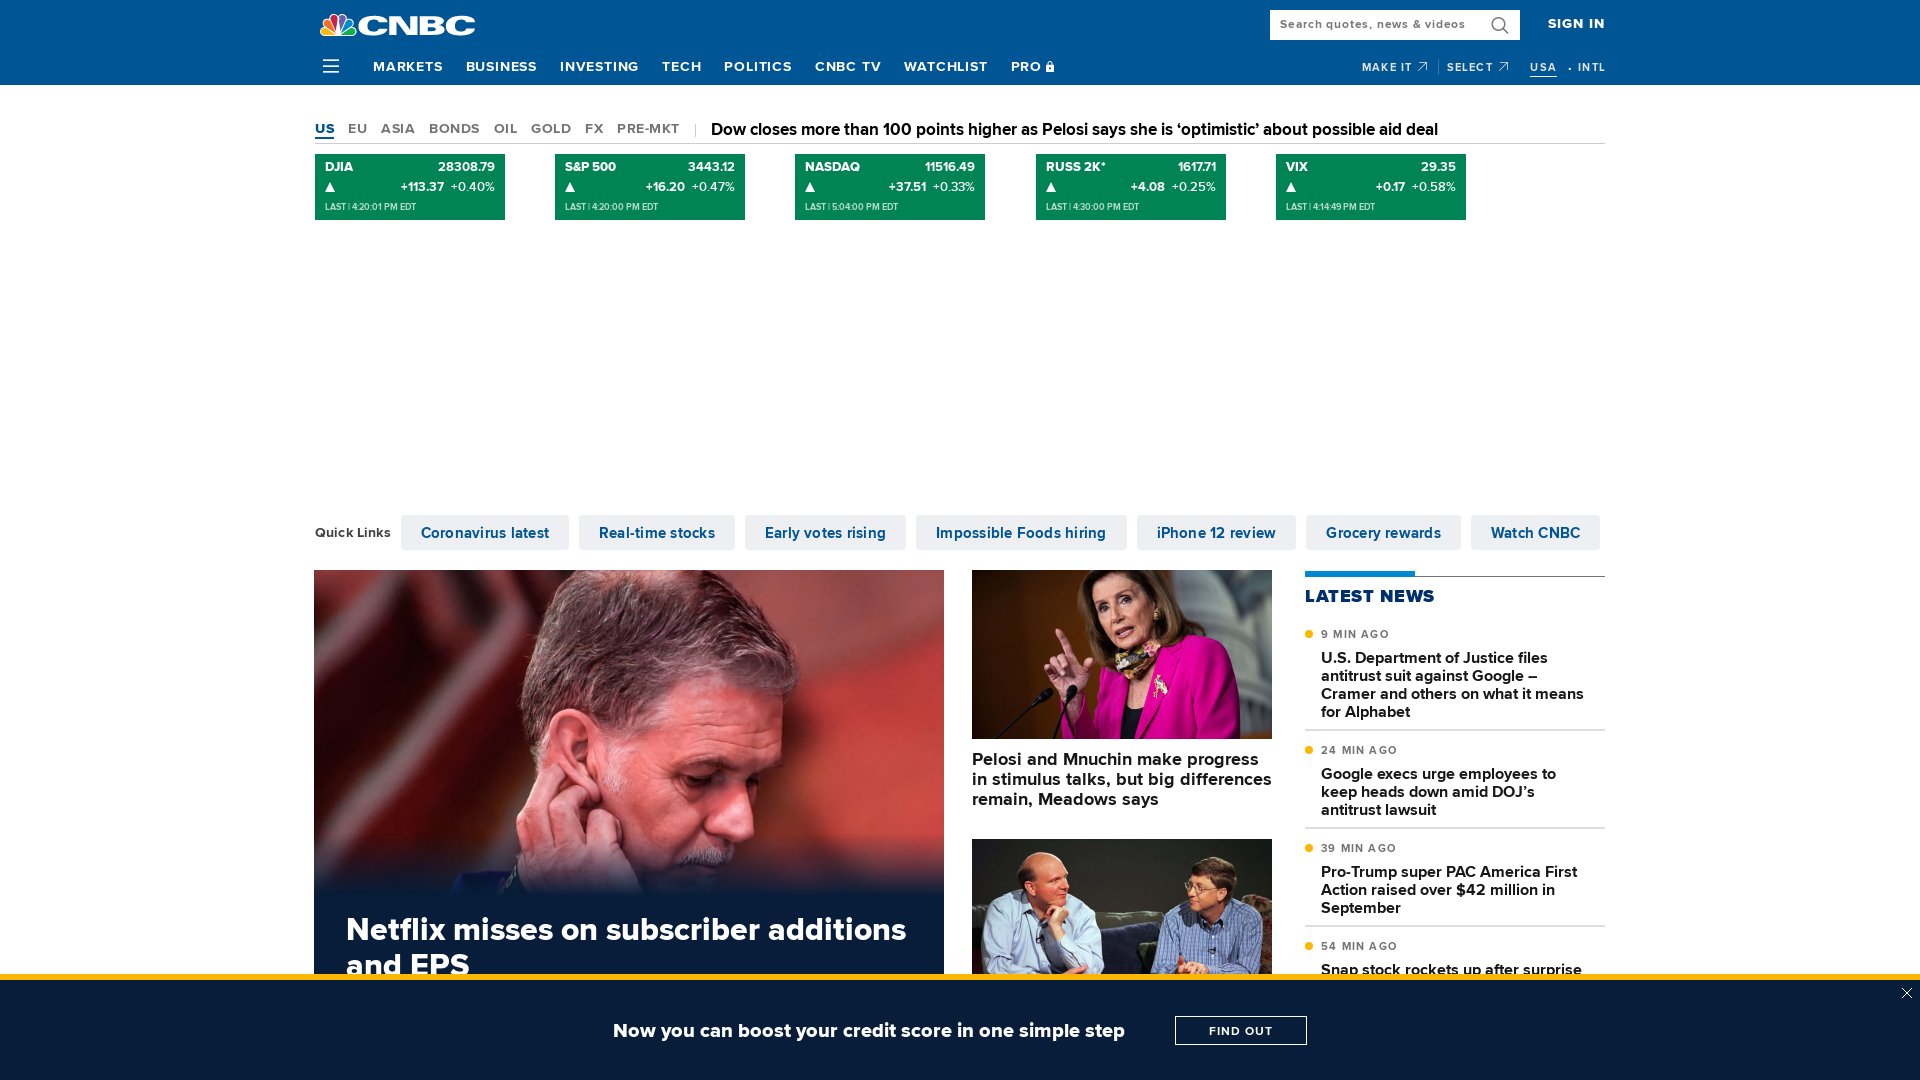 CNBC
Search quotes, news & videos
SIGN IN
MARKETS BUSINESS INVESTING TECH POLITICS CNBC TV WATCHLIST PRO
MAKE IT SELECT USA • INTL
US EU ASIA BONDS OIL GOLD FX PRE-MKT
Dow closes more than 100 points higher as Pelosi says she is ‘optimistic’ about possible aid deal
DJIA 28308.79
+113.37 +0.40%
LAST | 4:20:01 PM EDT
S&P 500 3443.12
+16.20 +0.47%
LAST | 4:20:00 PM EDT
NASDAQ 11516.49
+37.51 +0.33%
LAST | 5:04:00 PM EDT
RUSS 2K* 1617.71
+4.08 +0.25%
LAST | 4:30:00 PM EDT
VIX 29.35
+0.17 +0.58%
LAST | 4:14:49 PM EDT
Quick Links Coronavirus latest Real-time stocks Early votes rising Impossible Foods hiring iPhone 12 review Grocery rewards Watch CNBC
Netflix misses on subscriber additions
and EPS
Pelosi and Mnuchin make progress
in stimulus talks, but big differences
remain, Meadows says
LATEST NEWS
9 MIN AGO
U.S. Department of Justice files
antitrust suit against Google –
Cramer and others on what it means
for Alphabet
24 MIN AGO
Google execs urge employees to
keep heads down amid DOJ’s
antitrust lawsuit
39 MIN AGO
Pro-Trump super PAC America First
Action raised over $42 million in
September
54 MIN AGO
Snap stock rockets up after surprise
Now you can boost your credit score in one simple step
FIND OUT